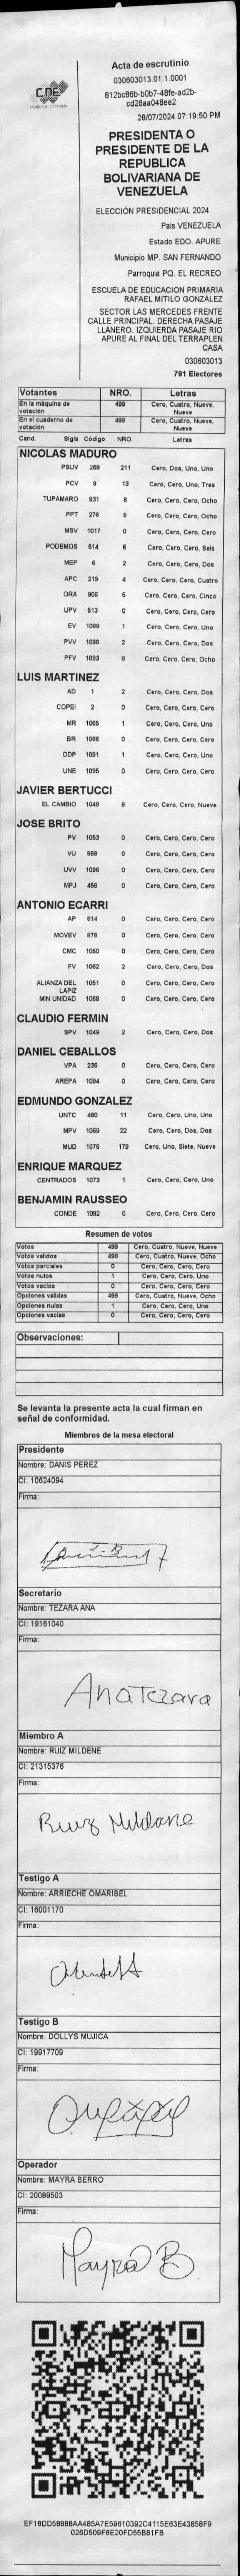 CNE
Acta de escrutinio
030603013.01.1.0001
812bc86b-b0b7-48fe-ad2b-
cd26aa048ee2
28/07/2024 07:19:50 PM
PRESIDENTA O
PRESIDENTE DE LA
REPUBLICA
BOLIVARIANA DE
VENEZUELA
ELECCIÓN PRESIDENCIAL 2024
Pais VENEZUELA
Estado EDO. APURE
Municipio MP. SAN FERNANDO
Parroquia PQ. EL RECREO
ESCUELA DE EDUCACION PRIMARIA
RAFAEL MITILO GONZÁLEZ
SECTOR LAS MERCEDES FRENTE
CALLE PRINCIPAL. DERECHA PASAJE
LLANERO. IZQUIERDA PASAJE RIO
APURE AL FINAL DEL TERRAPLEN
CASA
030603013
791 Electores
Votantes NRO. Letras
En la máquina de votación 499 Cero, Cuatro, Nueve, Nueve
En el cuaderno de votación 499 Cero, Cuatro, Nueve, Nueve
Cand. Sigla Código NRO. Letras
NICOLAS MADURO
PSUV 269 211 Cero, Dos, Uno, Uno
PCV 9 13 Cero, Cero, Uno, Tres
TUPAMARO 931 8 Cero, Cero, Cero, Ocho
PPT 276 8 Cero, Cero, Cero, Ocho
MSV 1017 0 Cero, Cero, Cero, Cero
PODEMOS 514 6 Cero, Cero, Cero, Seis
MEP 6 2 Cero, Cero, Cero, Dos
APC 219 4 Cero, Cero, Cero, Cuatro
ORA 906 5 Cero, Cero, Cero, Cinco
UPV 513 0 Cero, Cero, Cero, Cero
EV 1089 1 Cero, Cero, Cero, Uno
PVV 1090 2 Cero, Cero, Cero, Dos
PFV 1093 8 Cero, Cero, Cero, Ocho
LUIS MARTINEZ
AD 1 2 Cero, Cero, Cero, Dos
COPEI 2 0 Cero, Cero, Cero, Cero
MR 1065 1 Cero, Cero, Cero, Uno
BR 1066 0 Cero, Cero, Cero, Cero
DDP 1091 1 Cero, Cero, Cero, Uno
UNE 1095 0 Cero, Cero, Cero, Cero
JAVIER BERTUCCI
EL CAMBIO 1048 9 Cero, Cero, Cero, Nueve
JOSE BRITO
PV 1053 0 Cero, Cero, Cero, Cero
VU 868 0 Cero, Cero, Cero, Cero
UVV 1096 0 Cero, Cero, Cero, Cero
MPJ 458 0 Cero, Cero, Cero, Cero
ANTONIO ECARRI
AP 814 0 Cero, Cero, Cero, Cero
MOVEV 878 0 Cero, Cero, Cero, Cero
CMC 1050 0 Cero, Cero, Cero, Cero
FV 1062 2 Cero, Cero, Cero, Dos
ALIANZA DEL LAPIZ 1051 0 Cero, Cero, Cero, Cero
MIN UNIDAD 1068 0 Cero, Cero, Cero, Cero
CLAUDIO FERMIN
SPV 1049 2 Cero, Cero, Cero, Dos
DANIEL CEBALLOS
VPA 236 0 Cero, Cero, Cero, Cero
AREPA 1094 0 Cero, Cero, Cero, Cero
EDMUNDO GONZALEZ
UNTC 460 11 Cero, Cero, Uno, Uno
MPV 1069 22 Cero, Cero, Dos, Dos
MUD 1075 179 Cero, Uno, Siete, Nueve
ENRIQUE MARQUEZ
CENTRADOS 1073 1 Cero, Cero, Cero, Uno
BENJAMIN RAUSSEO
CONDE 1092 0 Cero, Cero, Cero, Cero
Resumen de votos
Votos 499 Cero, Cuatro, Nueve, Nueve
Votos validos 498 Cero, Cuatro, Nueve, Ocho
Votos parciales 0 Cero, Cero, Cero, Cero
Votos nulos 1 Cero, Cero, Cero, Uno
Votos vacios 0 Cero, Cero, Cero, Cero
Opciones validas 498 Cero, Cuatro, Nueve, Ocho
Opciones nulas 1 Cero, Cero, Cero, Uno
Opciones vacias 0 Cero, Cero, Cero, Cero
Observaciones:
Se levanta la presente acta la cual firman en
señal de conformidad.
Miembros de la mesa electoral
Presidente
Nombre: DANIS PEREZ
CI: 10624094
Firma:
Secretario
Nombre: TEZARA ANA
CI: 19161040
Firma:
Ana Tezara
Miembro A
Nombre: RUIZ MILDENE
CI: 21315376
Firma:
Ruiz Mildene
Testigo A
Nombre: ARRIECHE OMARIBEL
CI: 16001170
Firma:
Testigo B
Nombre: DOLLYS MUJICA
CI: 19917709
Firma:
Operador
Nombre: MAYRA BERRO
CI: 20089503
Firma:
Mayra B
EF18DD58888AA485A7E59610392C4115E63E43858F9
026D509F6E20FD55B81FB